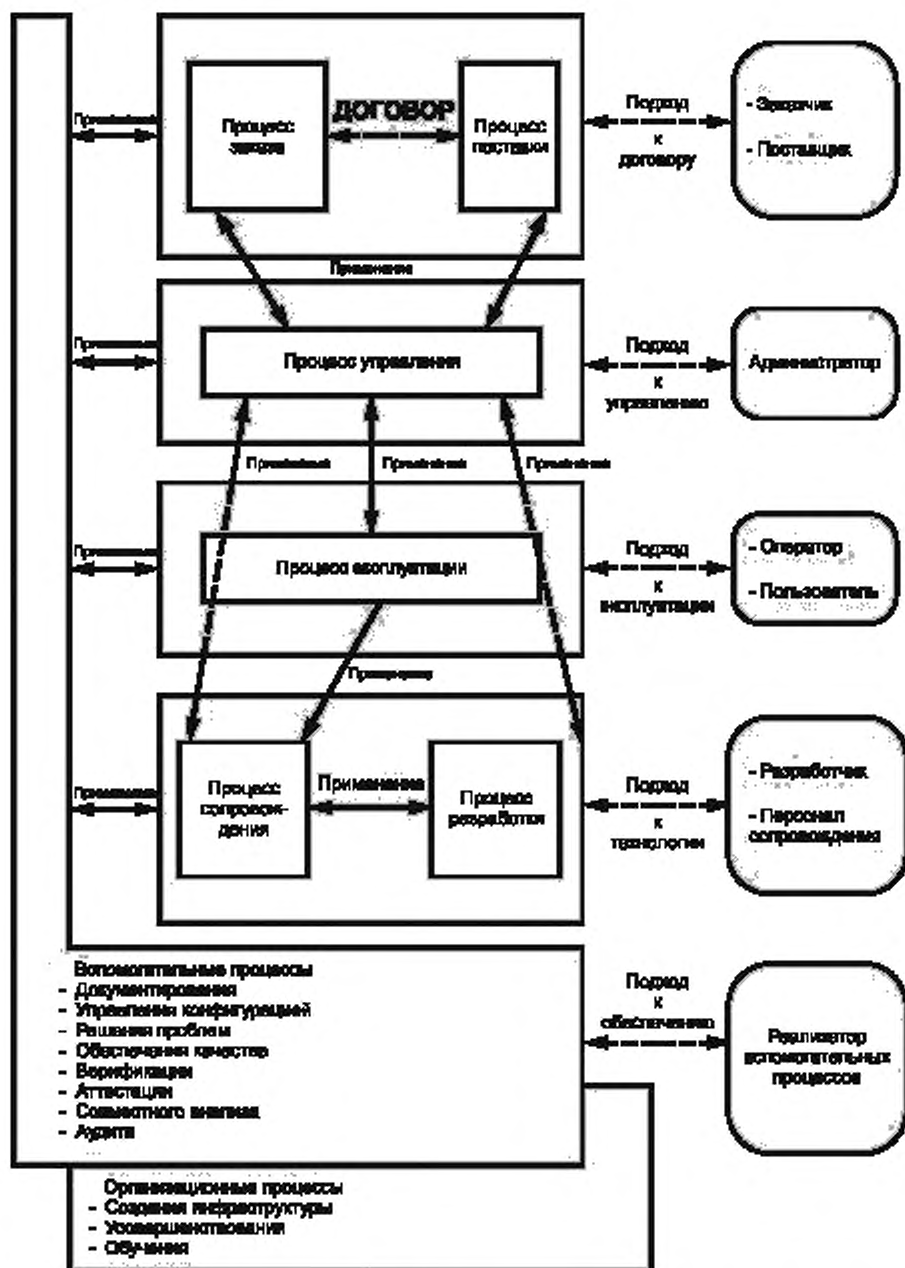 Применение
Процесс
заказа
ДОГОВОР
Процесс
поставки
Подход
к
договору
- Заказчик
- Поставщик
Применение
Применение
Процесс управления
Подход
к
управлению
Администратор
Применение
Применение
Применение
Применение
Процесс эксплуатации
Подход
к
эксплуатации
- Оператор
- Пользователь
Применение
Применение
Процесс
сопровож-
дения
Применение
Процесс
разработки
Подход
к
технологии
- Разработчик
- Персонал
сопровождения
Вспомогательные процессы
- Документирования
- Управления конфигурацией
- Решения проблем
- Обеспечения качества
- Верификации
- Аттестации
- Совместного анализа
- Аудита
Подход
к
обеспечению
Реализатор
вспомогательных
процессов
Организационные процессы
- Создания инфраструктуры
- Усовершенствования
- Обучения